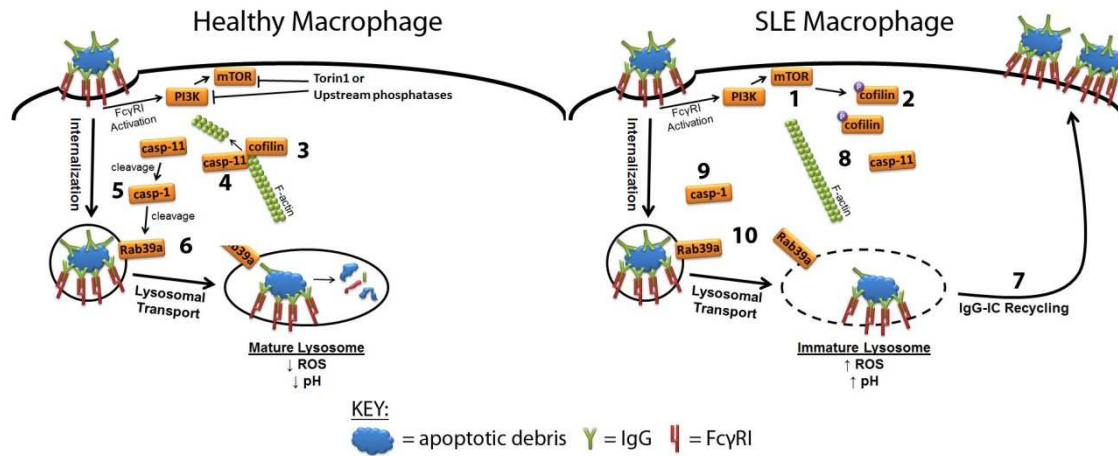 Healthy Macrophage
mTOR
PI3K
Torin1 or
Upstream phosphatases
FcγRI
Activation
Internalization
casp-11
cleavage
5
casp-1
cleavage
cofilin
3
casp-11
4
F-actin
Rab39a
6
Lysosomal
Transport
Mature Lysosome
↓ ROS
↓ pH
SLE Macrophage
mTOR
1
PI3K
P
cofilin
2
P
cofilin
FcγRI
Activation
Internalization
8
casp-11
9
casp-1
F-actin
Rab39a
10
Rab39a
Lysosomal
Transport
7
IgG-IC Recycling
Immature Lysosome
↑ ROS
↑ pH
KEY:
= apoptotic debris
= IgG
= FcγRI